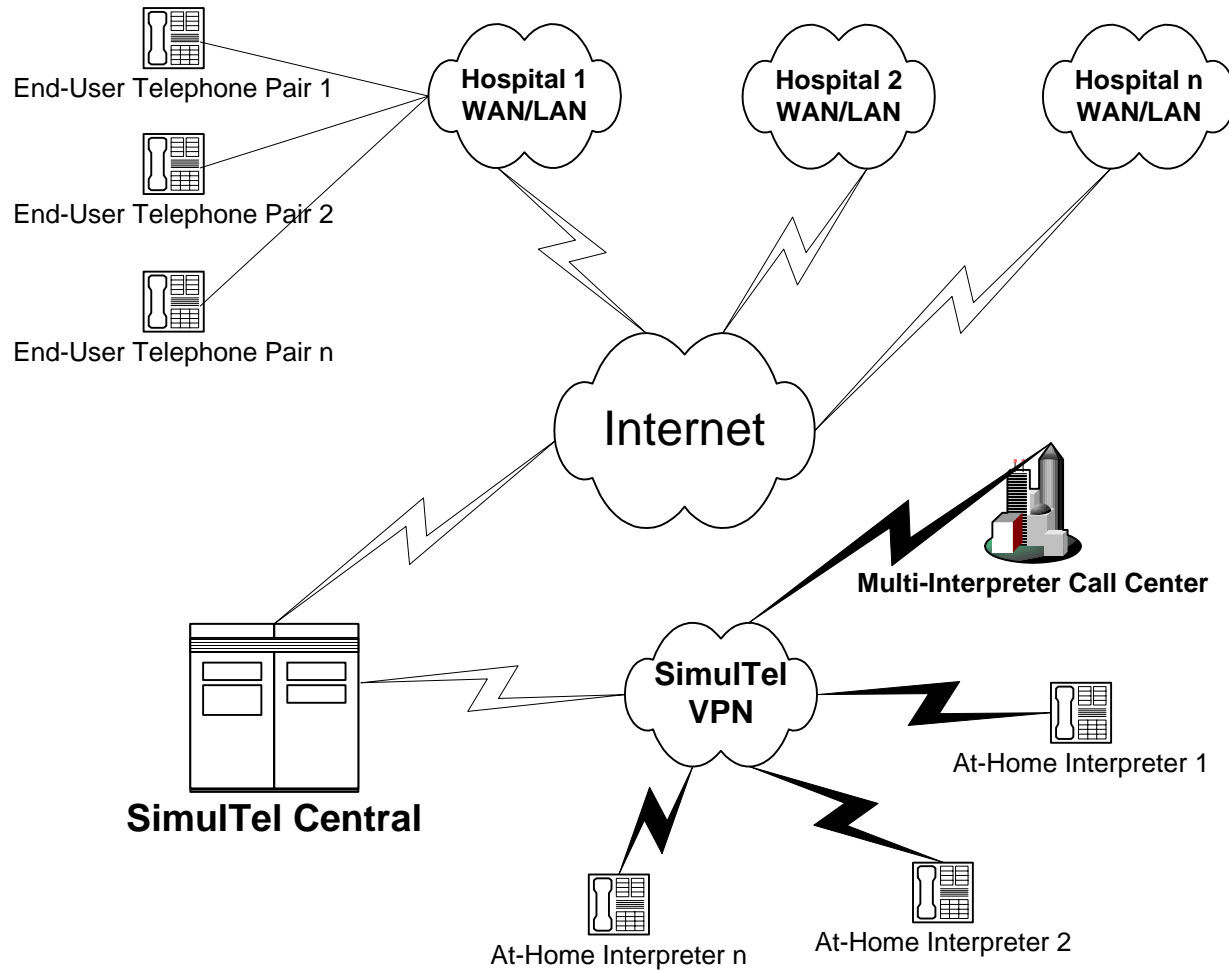 End-User Telephone Pair 1
Hospital 1
WAN/LAN
Hospital 2
WAN/LAN
Hospital n
WAN/LAN
End-User Telephone Pair 2
End-User Telephone Pair n
Internet
Multi-Interpreter Call Center
SimulTel
VPN
At-Home Interpreter 1
SimulTel Central
At-Home Interpreter n
At-Home Interpreter 2